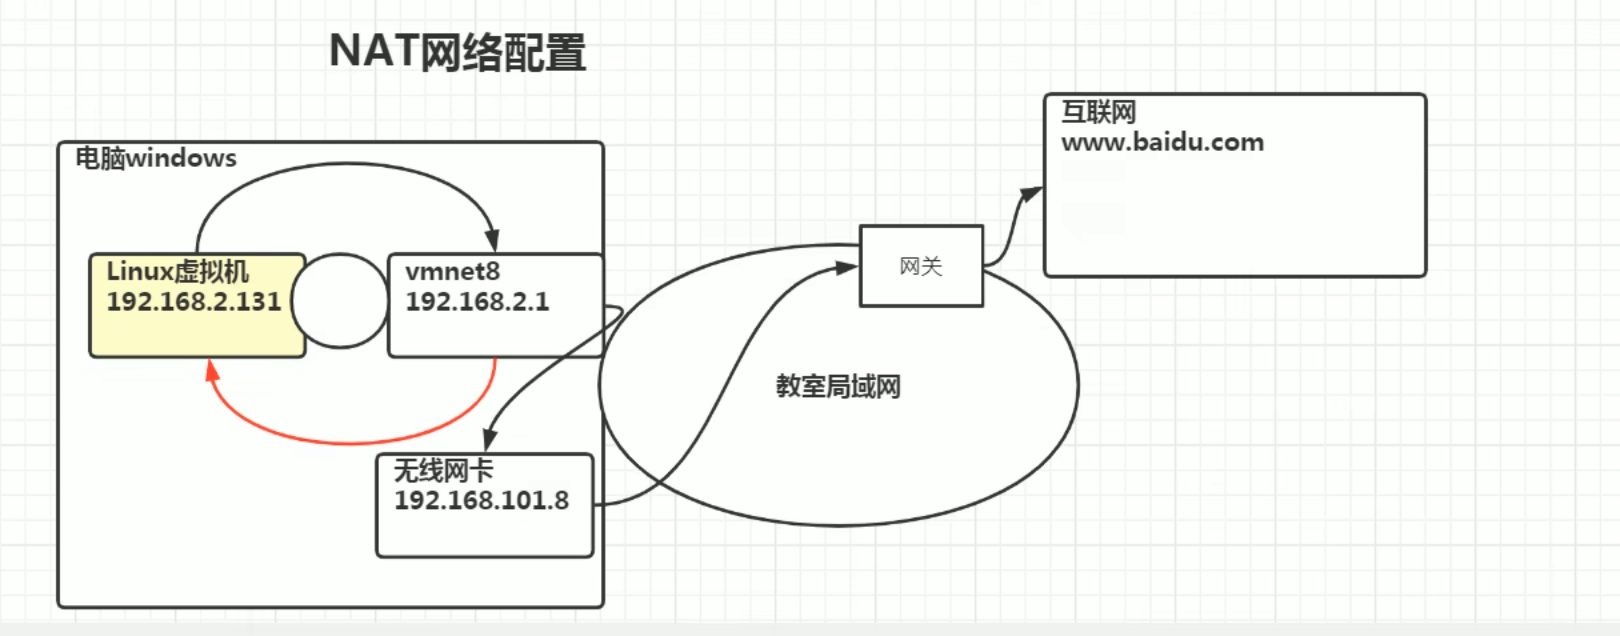 NAT网络配置
互联网
www.baidu.com
电脑windows
Linux虚拟机
192.168.2.131
vmnet8
192.168.2.1
网关
教室局域网
无线网卡
192.168.101.8